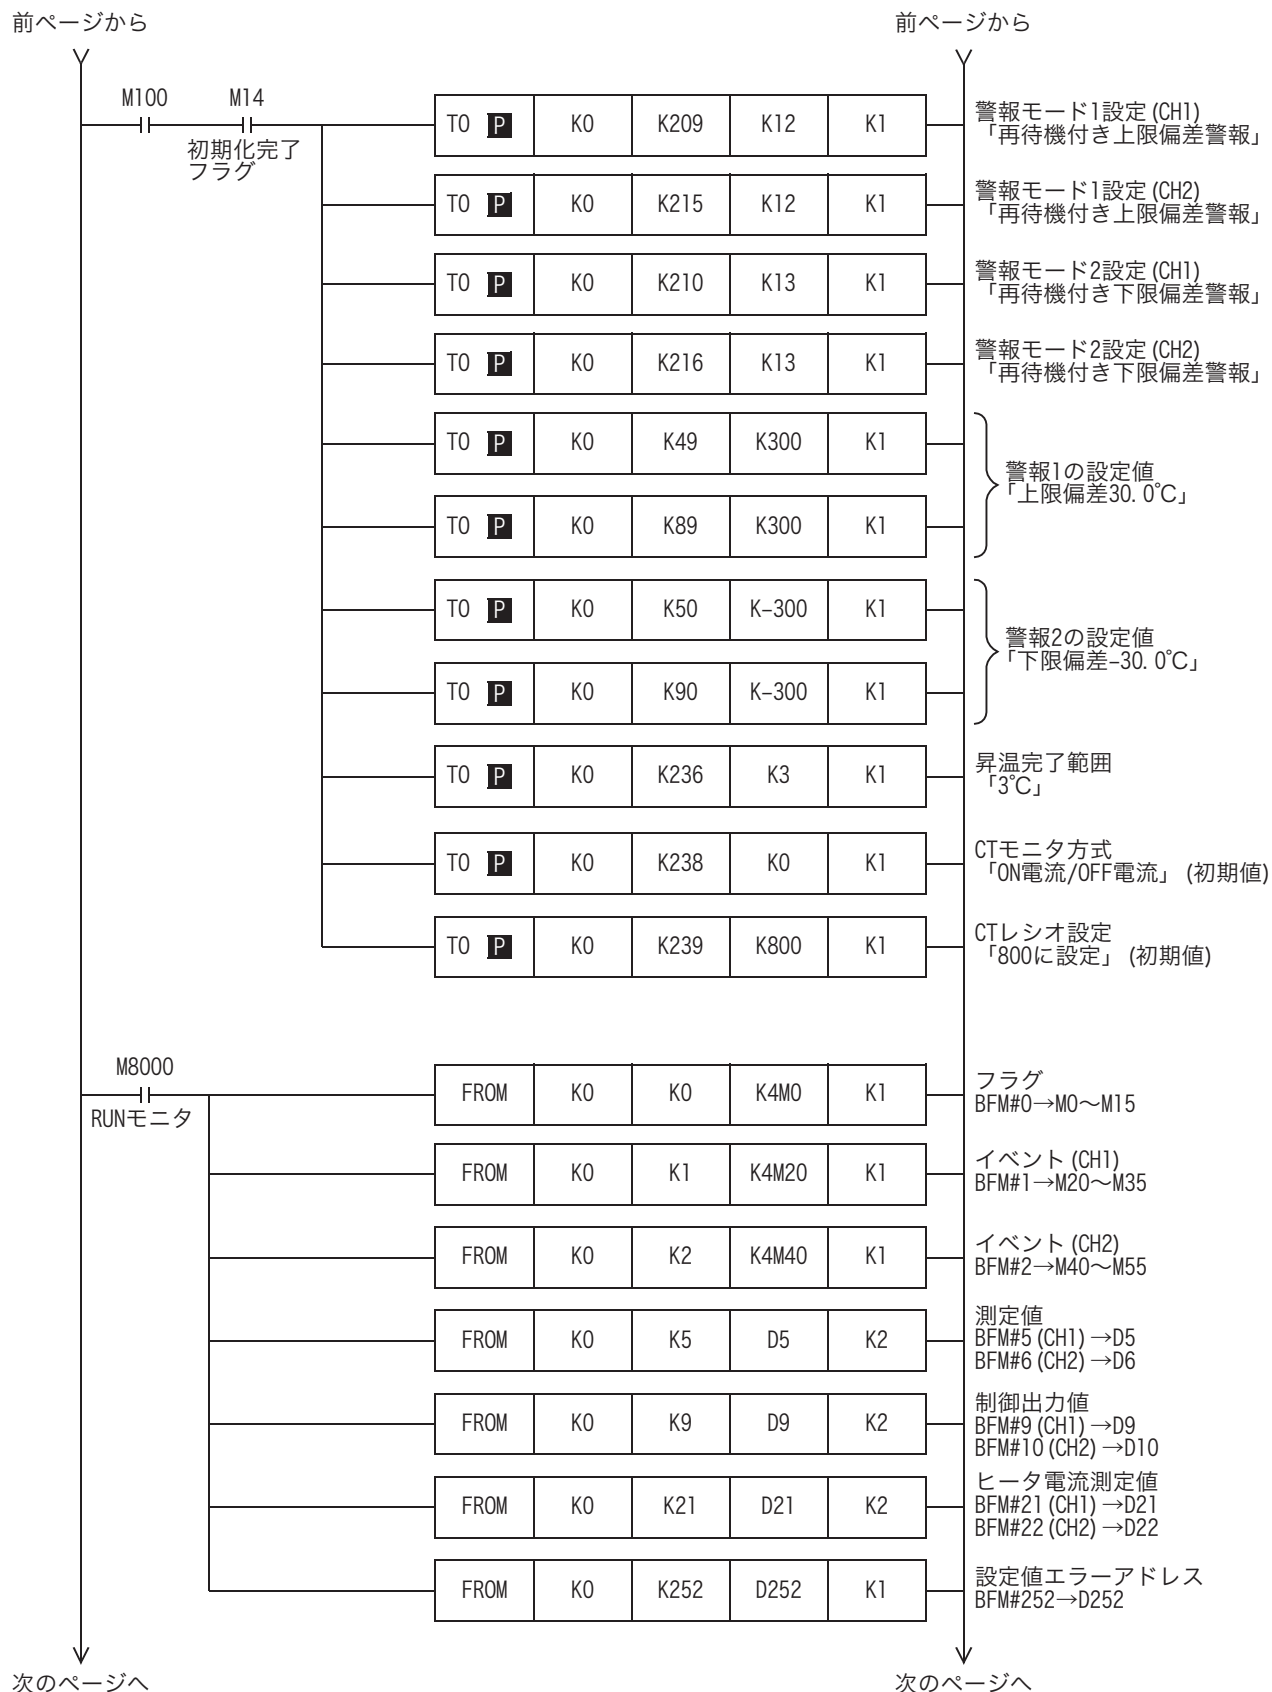 前ページから 前ページから
M100 M14
初期化完了
フラグ
TO P K0 K209 K12 K1
警報モード1設定(CH1)
「再待機付き上限偏差警報」
TO P K0 K215 K12 K1
警報モード1設定(CH2)
「再待機付き上限偏差警報」
TO P K0 K210 K13 K1
警報モード2設定(CH1)
「再待機付き下限偏差警報」
TO P K0 K216 K13 K1
警報モード2設定(CH2)
「再待機付き下限偏差警報」
TO P K0 K49 K300 K1
警報1の設定値
「上限偏差30.0℃」
TO P K0 K89 K300 K1
TO P K0 K50 K–300 K1
警報2の設定値
「下限偏差–30.0℃」
TO P K0 K90 K–300 K1
TO P K0 K236 K3 K1
昇温完了範囲
「3℃」
TO P K0 K238 K0 K1
CTモニタ方式
「ON電流/OFF電流」(初期値)
TO P K0 K239 K800 K1
CTレシオ設定
「800に設定」(初期値)
M8000
RUNモニタ
FROM K0 K0 K4M0 K1
フラグ
BFM#0→M0～M15
FROM K0 K1 K4M20 K1
イベント(CH1)
BFM#1→M20～M35
FROM K0 K2 K4M40 K1
イベント(CH2)
BFM#2→M40～M55
FROM K0 K5 D5 K2
測定値
BFM#5(CH1)→D5
BFM#6(CH2)→D6
FROM K0 K9 D9 K2
制御出力値
BFM#9(CH1)→D9
BFM#10(CH2)→D10
FROM K0 K21 D21 K2
ヒータ電流測定値
BFM#21(CH1)→D21
BFM#22(CH2)→D22
FROM K0 K252 D252 K1
設定値エラーアドレス
BFM#252→D252
次のページへ 次のページへ